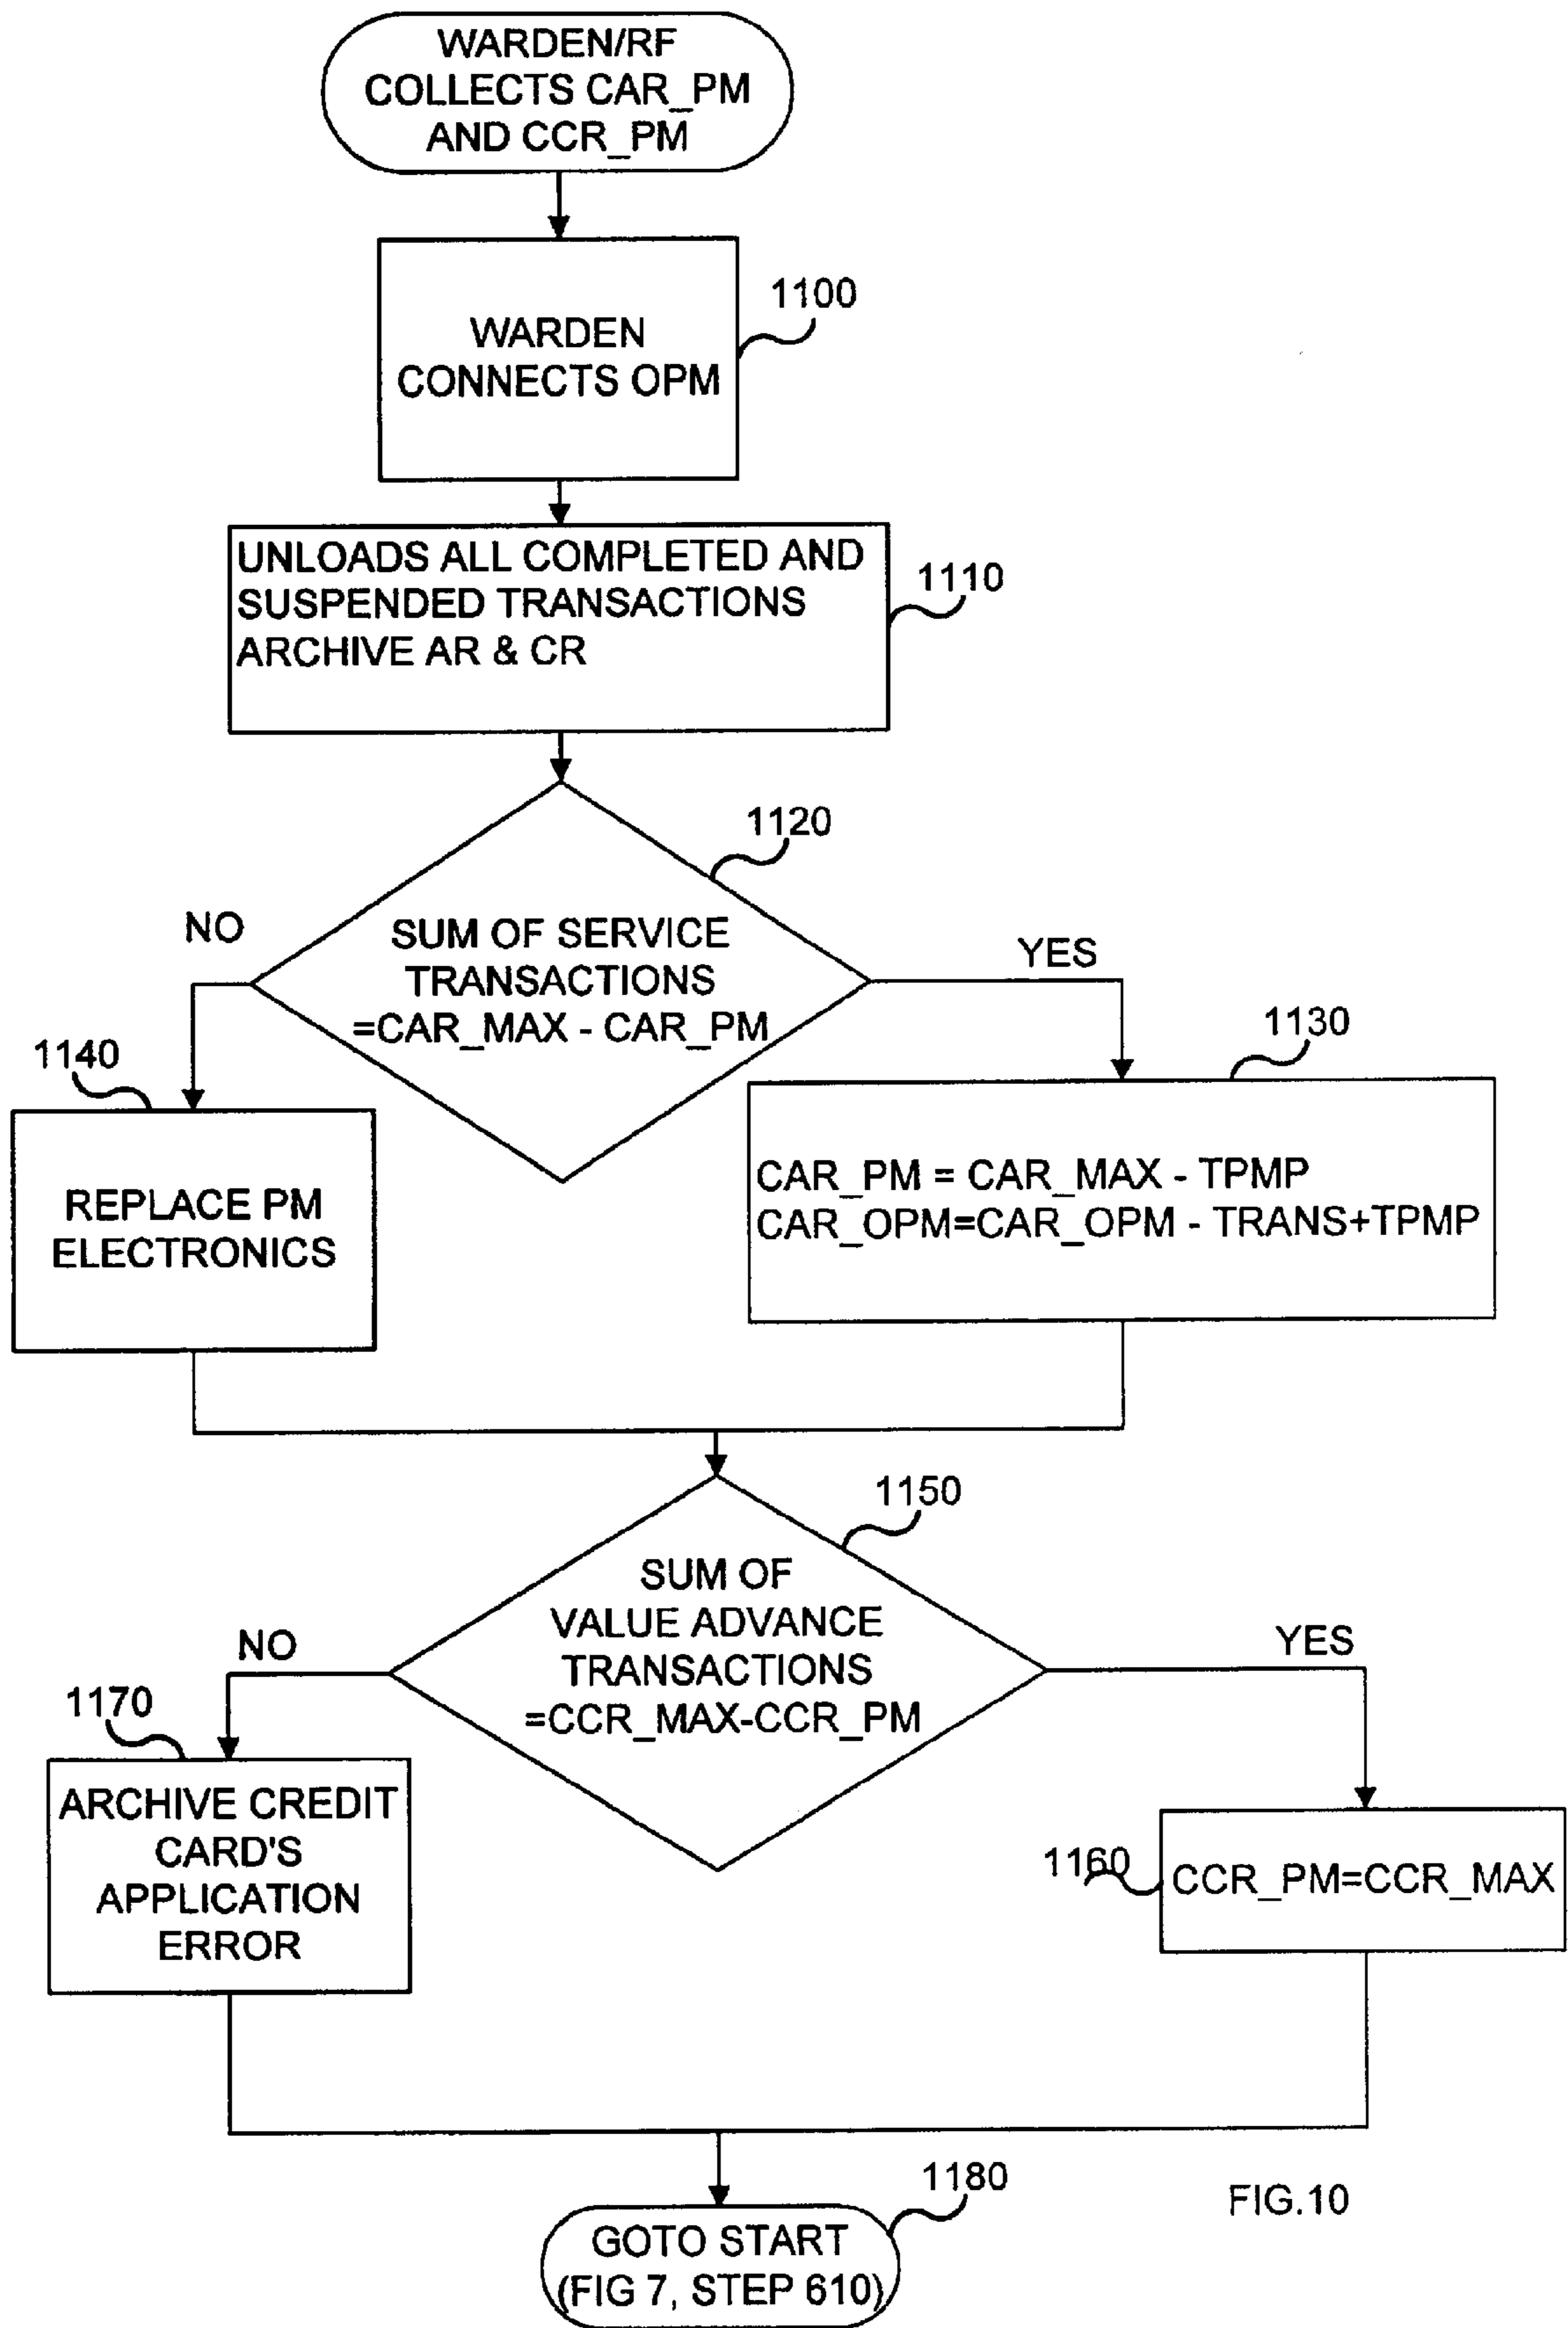 WARDEN/RF
COLLECTS CAR_PM
AND CCR_PM
1100
WARDEN
CONNECTS OPM
UNLOADS ALL COMPLETED AND
SUSPENDED TRANSACTIONS
ARCHIVE AR & CR
1110
1120
NO
SUM OF SERVICE
TRANSACTIONS
=CAR_MAX - CAR_PM
YES
1140
1130
REPLACE PM
ELECTRONICS
CAR_PM = CAR_MAX - TPMP
CAR_OPM=CAR_OPM - TRANS+TPMP
1150
SUM OF
VALUE ADVANCE
TRANSACTIONS
=CCR_MAX-CCR_PM
NO
YES
1170
ARCHIVE CREDIT
CARD'S
APPLICATION
ERROR
1160
CCR_PM=CCR_MAX
1180
FIG.10
GOTO START
(FIG 7, STEP 610)